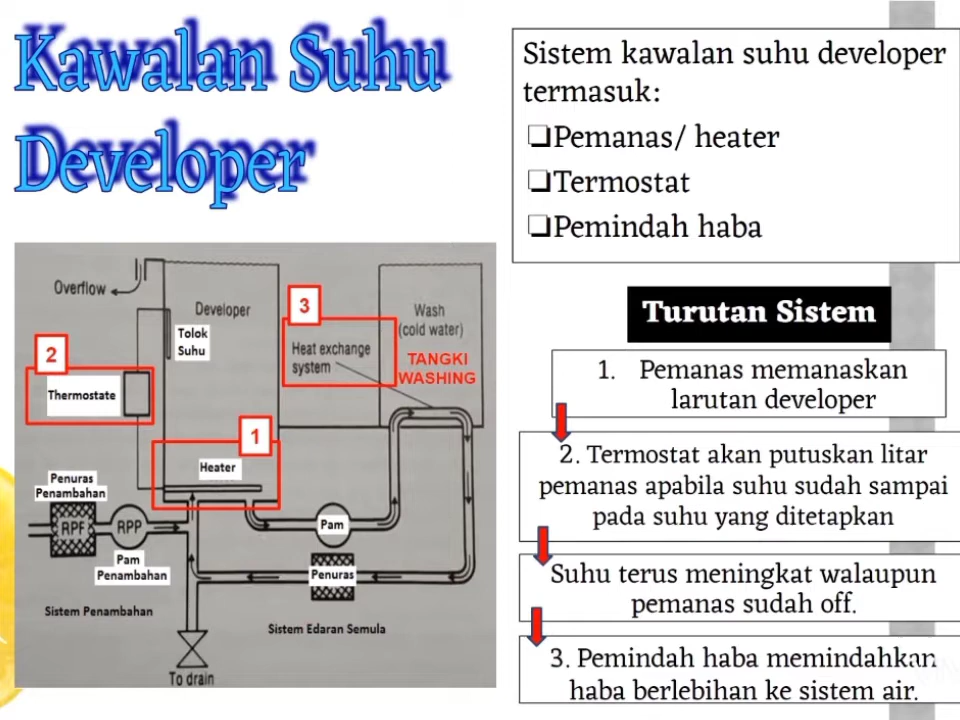 Kawalan Suhu
Developer
Sistem kawalan suhu developer
termasuk:
❑Pemanas/ heater
❑Termostat
❑Pemindah haba
Overflow
Developer
Tolok
Suhu
3
Wash
(cold water)
Heat exchange
system
TANGKI
WASHING
2
Thermostate
1
Heater
Penuras
Penambahan
RPF
RPP
Pam
Pam
Penambahan
Penuras
Sistem Penambahan
Sistem Edaran Semula
To drain
Turutan Sistem
1. Pemanas memanaskan
larutan developer
2. Termostat akan putuskan litar
pemanas apabila suhu sudah sampai
pada suhu yang ditetapkan
Suhu terus meningkat walaupun
pemanas sudah off.
3. Pemindah haba memindahkan
haba berlebihan ke sistem air.